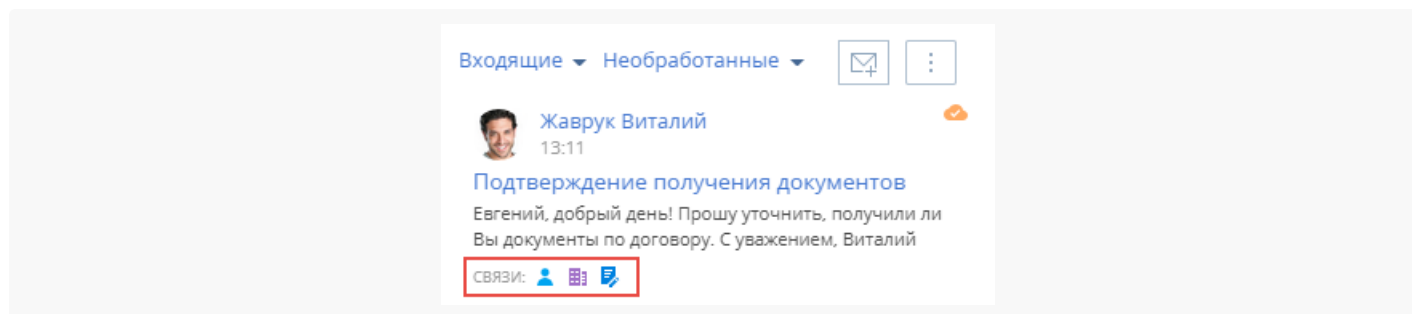 Входящие Необработанные
Жаврук Виталий
13:11
Подтверждение получения документов
Евгений, добрый день! Прошу уточнить, получили ли
Вы документы по договору. С уважением, Виталий
СВЯЗИ: